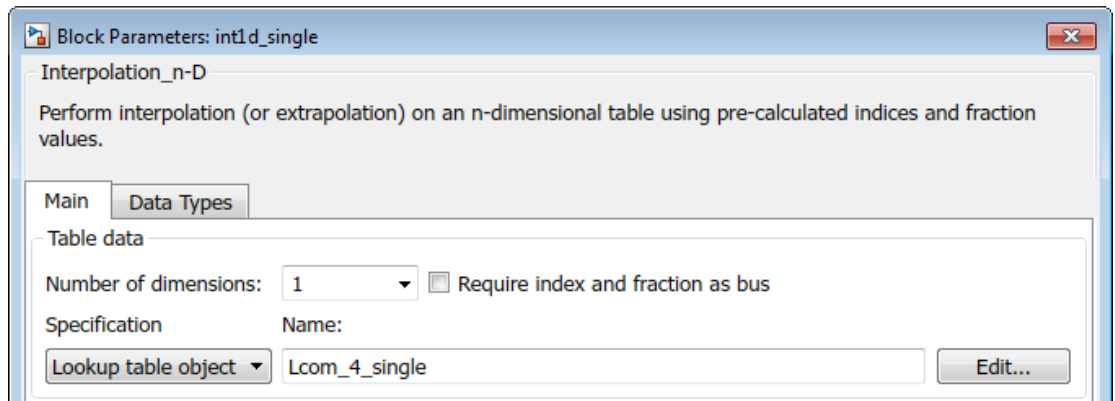 Block Parameters: int1d_single
Interpolation_n-D
Perform interpolation (or extrapolation) on an n-dimensional table using pre-calculated indices and fraction
values.
Main Data Types
Table data
Number of dimensions: 1 Require index and fraction as bus
Specification Name:
Lookup table object Lcom_4_single Edit...